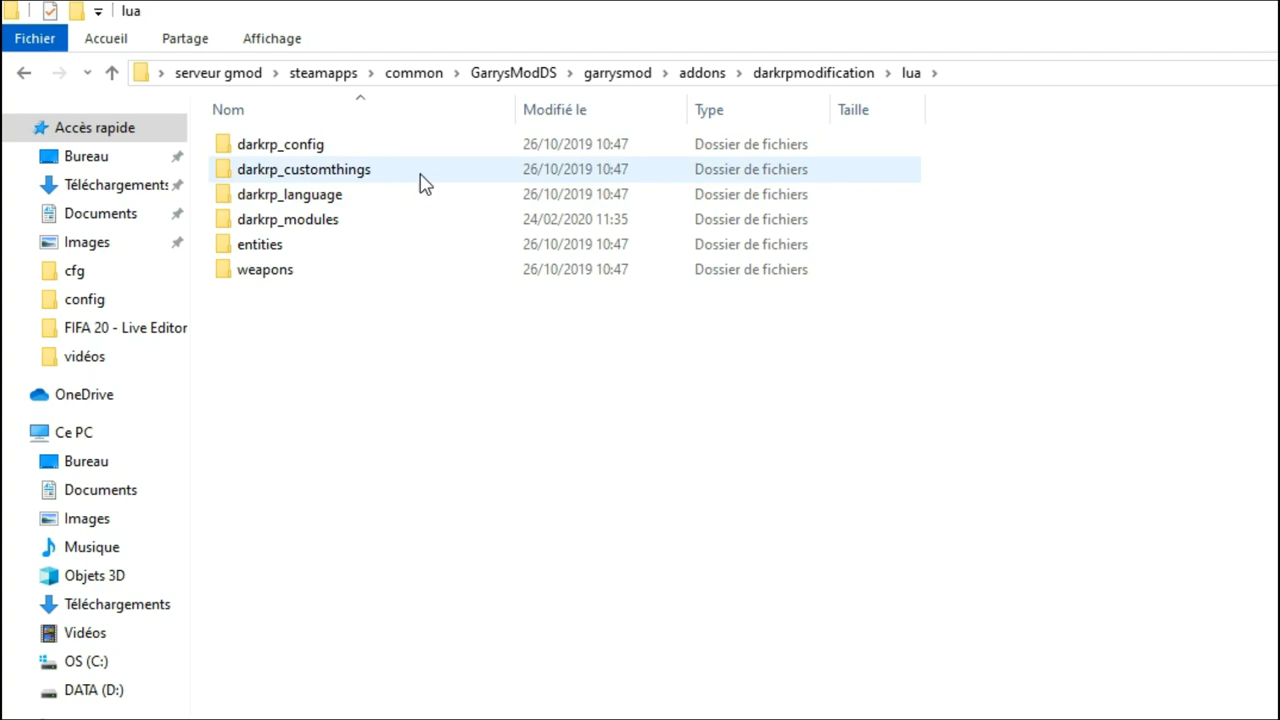 lua
Fichier Accueil Partage Affichage
serveur gmod steamapps common GarrysModDS garrysmod addons darkrpmodification lua
Nom Modifié le Type Taille
Accès rapide
Bureau
Téléchargements
Documents
Images
cfg
config
FIFA 20 - Live Editor
vidéos
OneDrive
Ce PC
Bureau
Documents
Images
Musique
Objets 3D
Téléchargements
Vidéos
OS (C:)
DATA (D:)
darkrp_config 26/10/2019 10:47 Dossier de fichiers
darkrp_customthings 26/10/2019 10:47 Dossier de fichiers
darkrp_language 26/10/2019 10:47 Dossier de fichiers
darkrp_modules 24/02/2020 11:35 Dossier de fichiers
entities 26/10/2019 10:47 Dossier de fichiers
weapons 26/10/2019 10:47 Dossier de fichiers